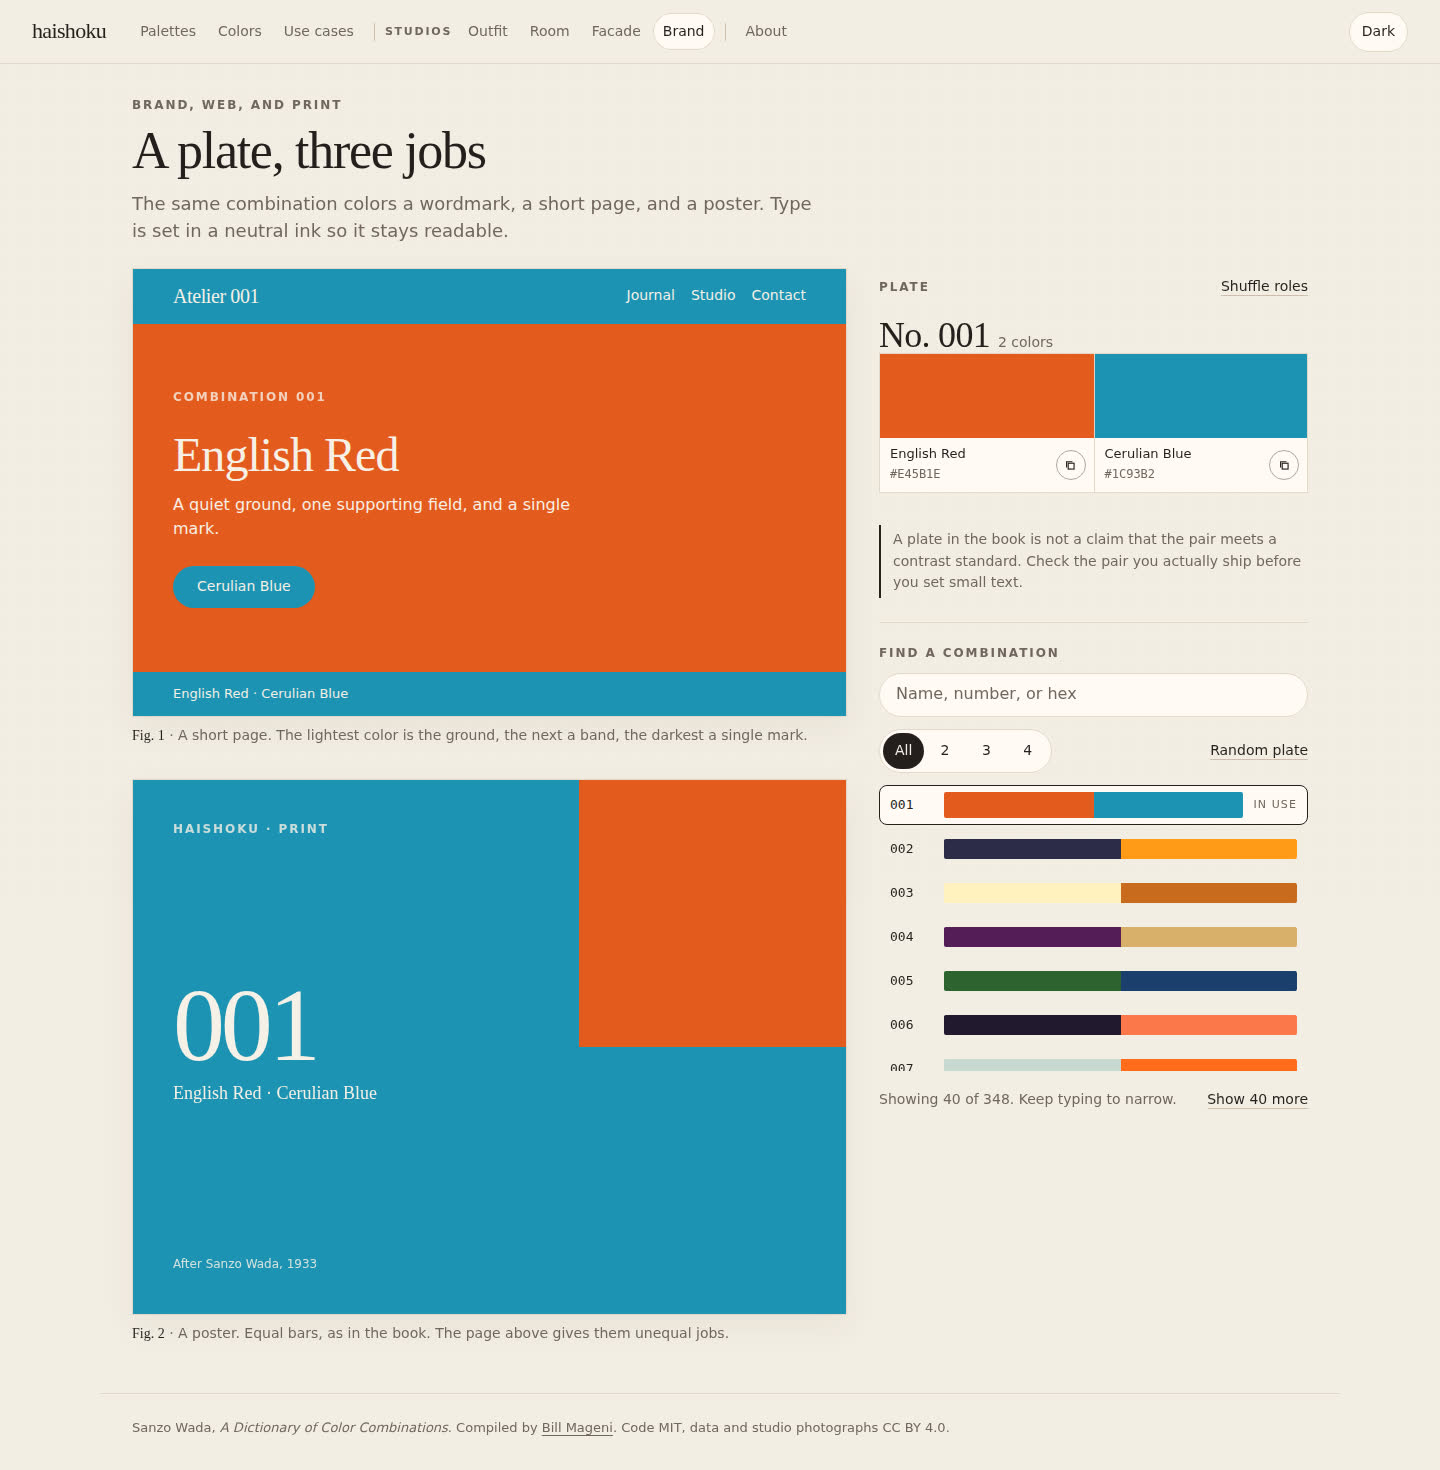 haishoku
Palettes
Colors
Use cases
STUDIOS
Outfit
Room
Facade
Brand
About
Dark
BRAND, WEB, AND PRINT
A plate, three jobs
The same combination colors a wordmark, a short page, and a poster. Type
is set in a neutral ink so it stays readable.
Atelier 001
Journal
Studio
Contact
COMBINATION 001
English Red
A quiet ground, one supporting field, and a single
mark.
Cerulian Blue
English Red · Cerulian Blue
Fig. 1 · A short page. The lightest color is the ground, the next a band, the darkest a single mark.
HAISHOKU · PRINT
001
English Red · Cerulian Blue
After Sanzo Wada, 1933
Fig. 2 · A poster. Equal bars, as in the book. The page above gives them unequal jobs.
PLATE
Shuffle roles
No. 001 2 colors
English Red
#E45B1E
Cerulian Blue
#1C93B2
A plate in the book is not a claim that the pair meets a
contrast standard. Check the pair you actually ship before
you set small text.
FIND A COMBINATION
Name, number, or hex
All
2
3
4
Random plate
001
IN USE
002
003
004
005
006
007
Showing 40 of 348. Keep typing to narrow.
Show 40 more
Sanzo Wada, A Dictionary of Color Combinations. Compiled by Bill Mageni. Code MIT, data and studio photographs CC BY 4.0.